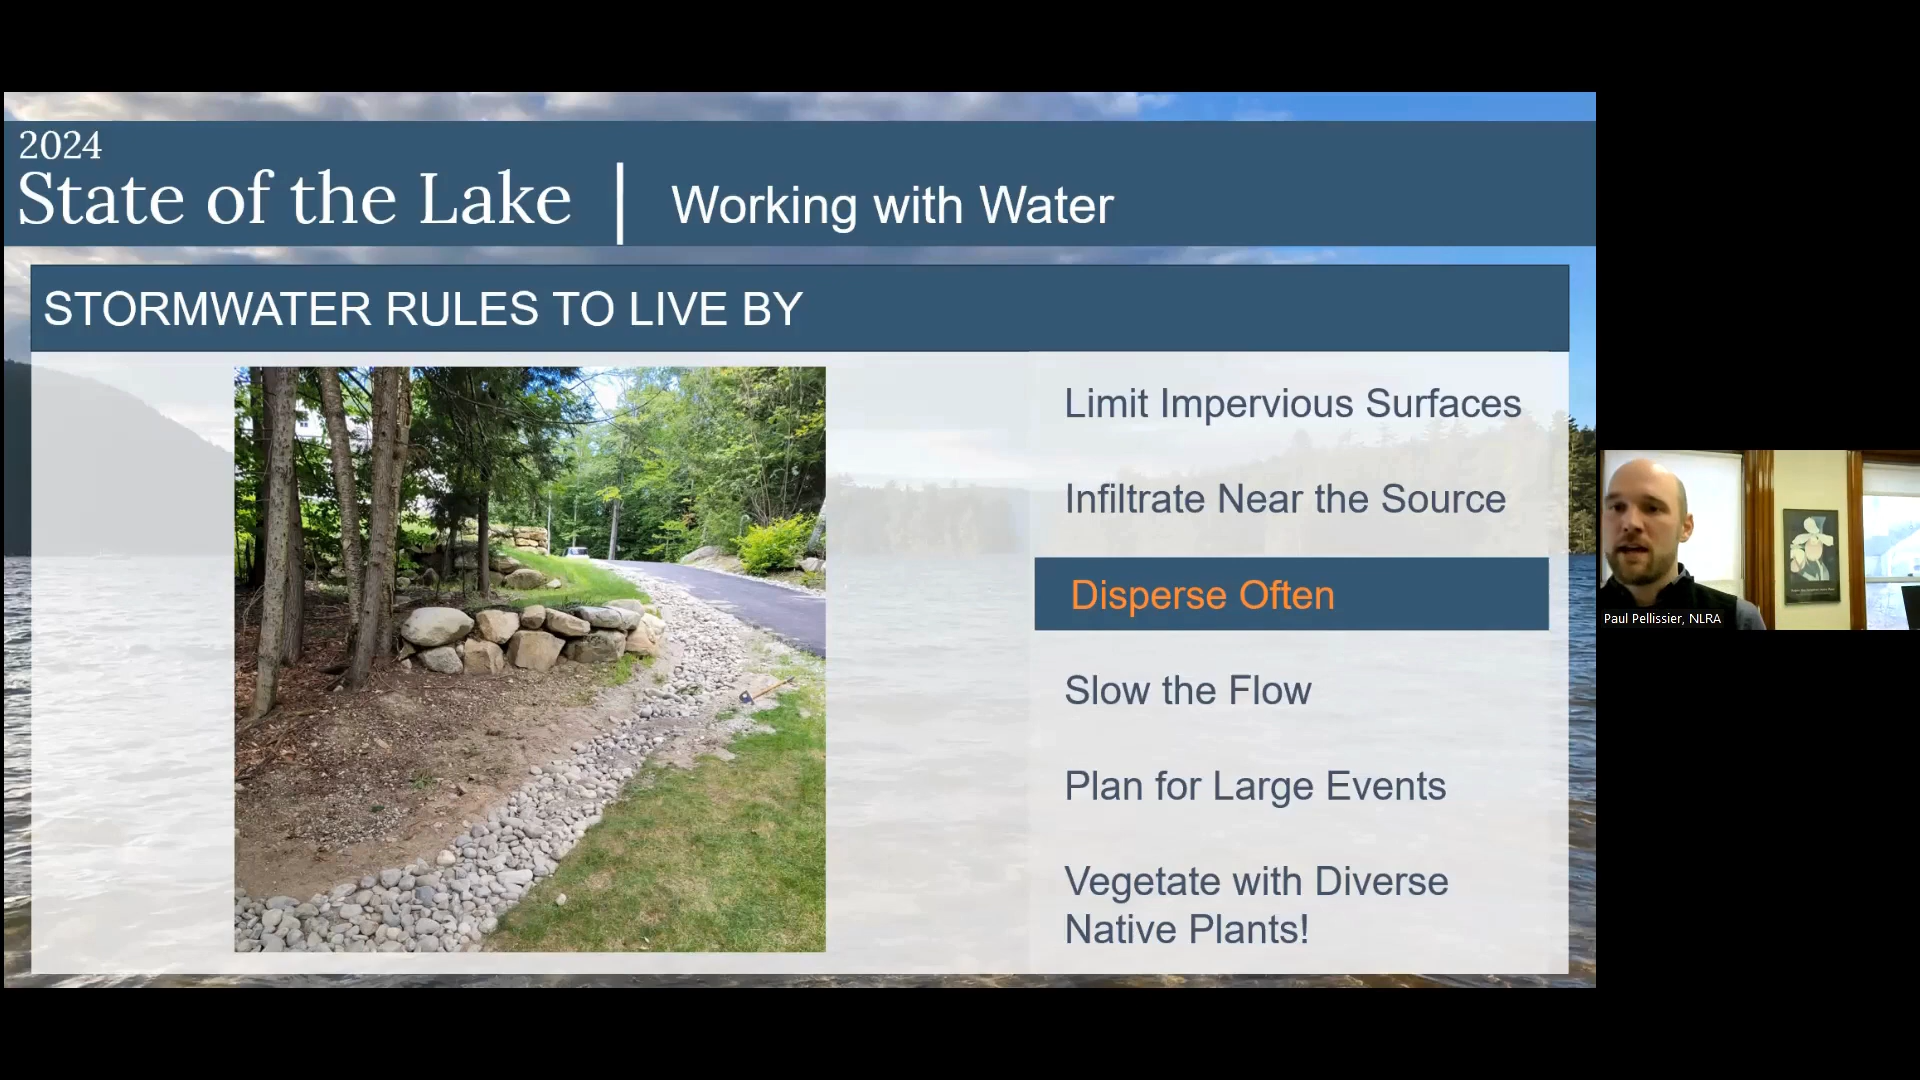 2024
State of the Lake | Working with Water
STORMWATER RULES TO LIVE BY
Limit Impervious Surfaces
Infiltrate Near the Source
Disperse Often
Slow the Flow
Plan for Large Events
Vegetate with Diverse
Native Plants!
Paul Pellissier, NLRA